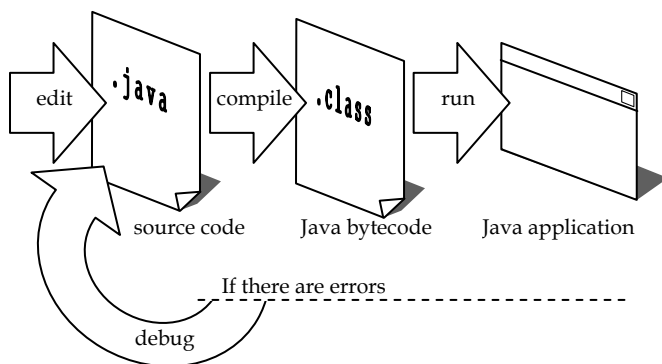 edit
.java
compile
.class
run
source code
Java bytecode
Java application
If there are errors
debug